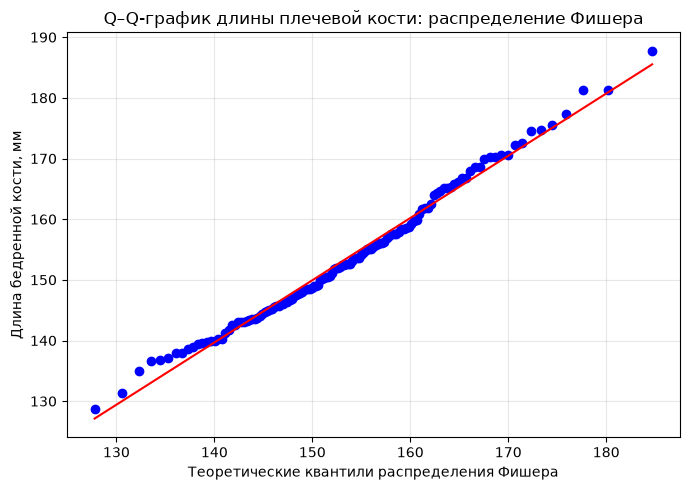 Q–Q-график длины плечевой кости: распределение Фишера
190
180
170
160
150
140
130
Длина бедренной кости, мм
130 140 150 160 170 180
Теоретические квантили распределения Фишера